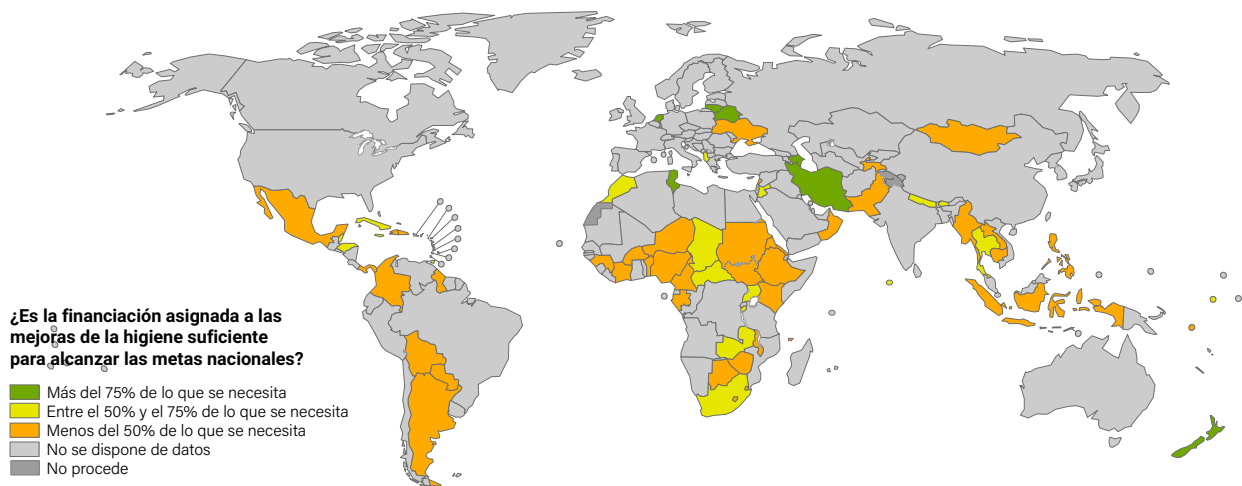 ¿Es la financiación asignada a las
mejoras de la higiene suficiente
para alcanzar las metas nacionales?
Más del 75% de lo que se necesita
Entre el 50% y el 75% de lo que se necesita
Menos del 50% de lo que se necesita
No se dispone de datos
No procede